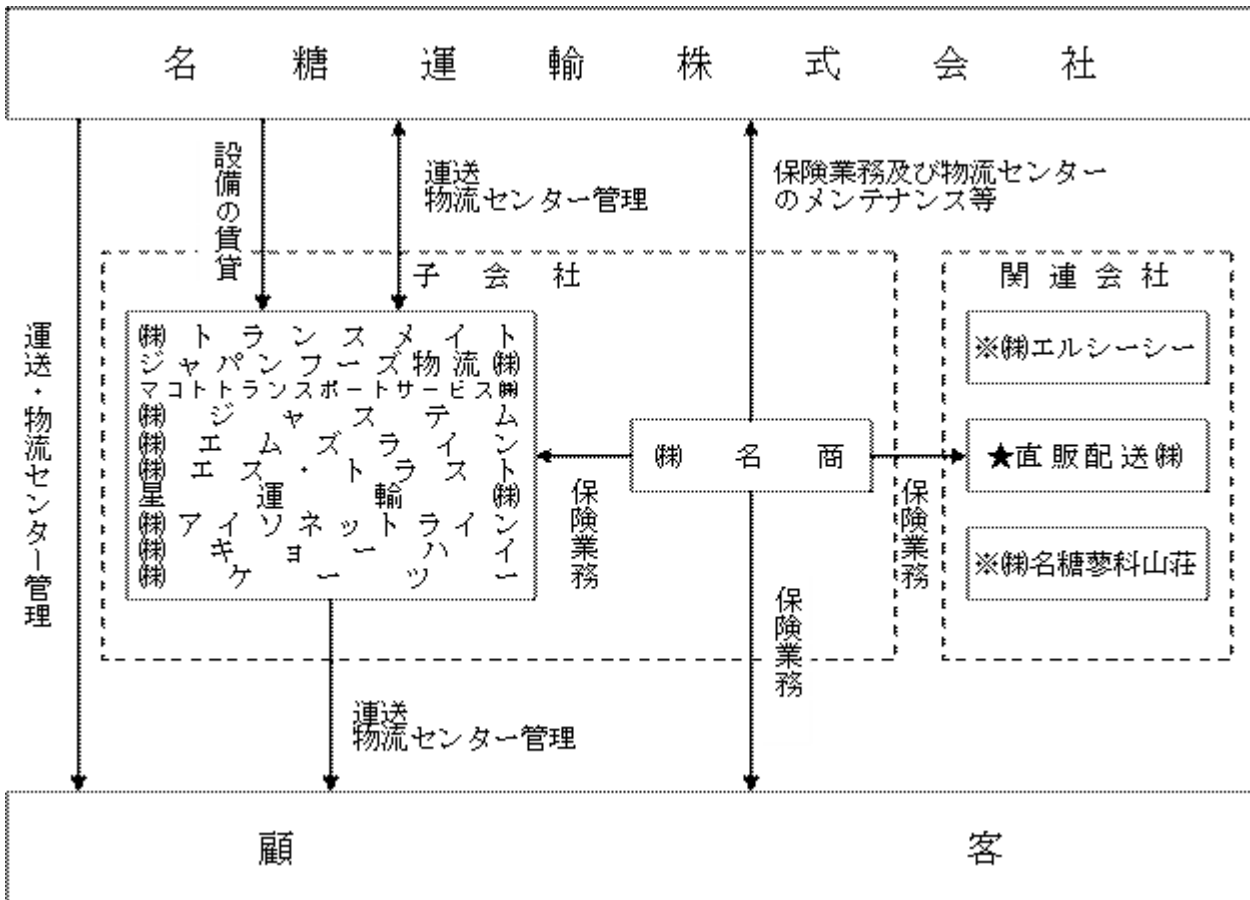 名糖運輸株式会社
設備の賃貸
運送
物流センター管理
保険業務及び物流センター
のメンテナンス等
運送・物流センター管理
子会社
㈱トランスメイト
ジャパンフーズ物流㈱
マコトトランスポートサービス㈱
㈱ジャステム
㈱エムズライン
㈱エス・トラスト
星運輸㈱
㈱アイソネットライン
㈱キョーハイ
㈱ケーツー
保険業務
㈱名商
保険業務
関連会社
※㈱エルシーシー
★直販配送㈱
※㈱名糖蓼科山荘
保険業務
運送
物流センター管理
顧客